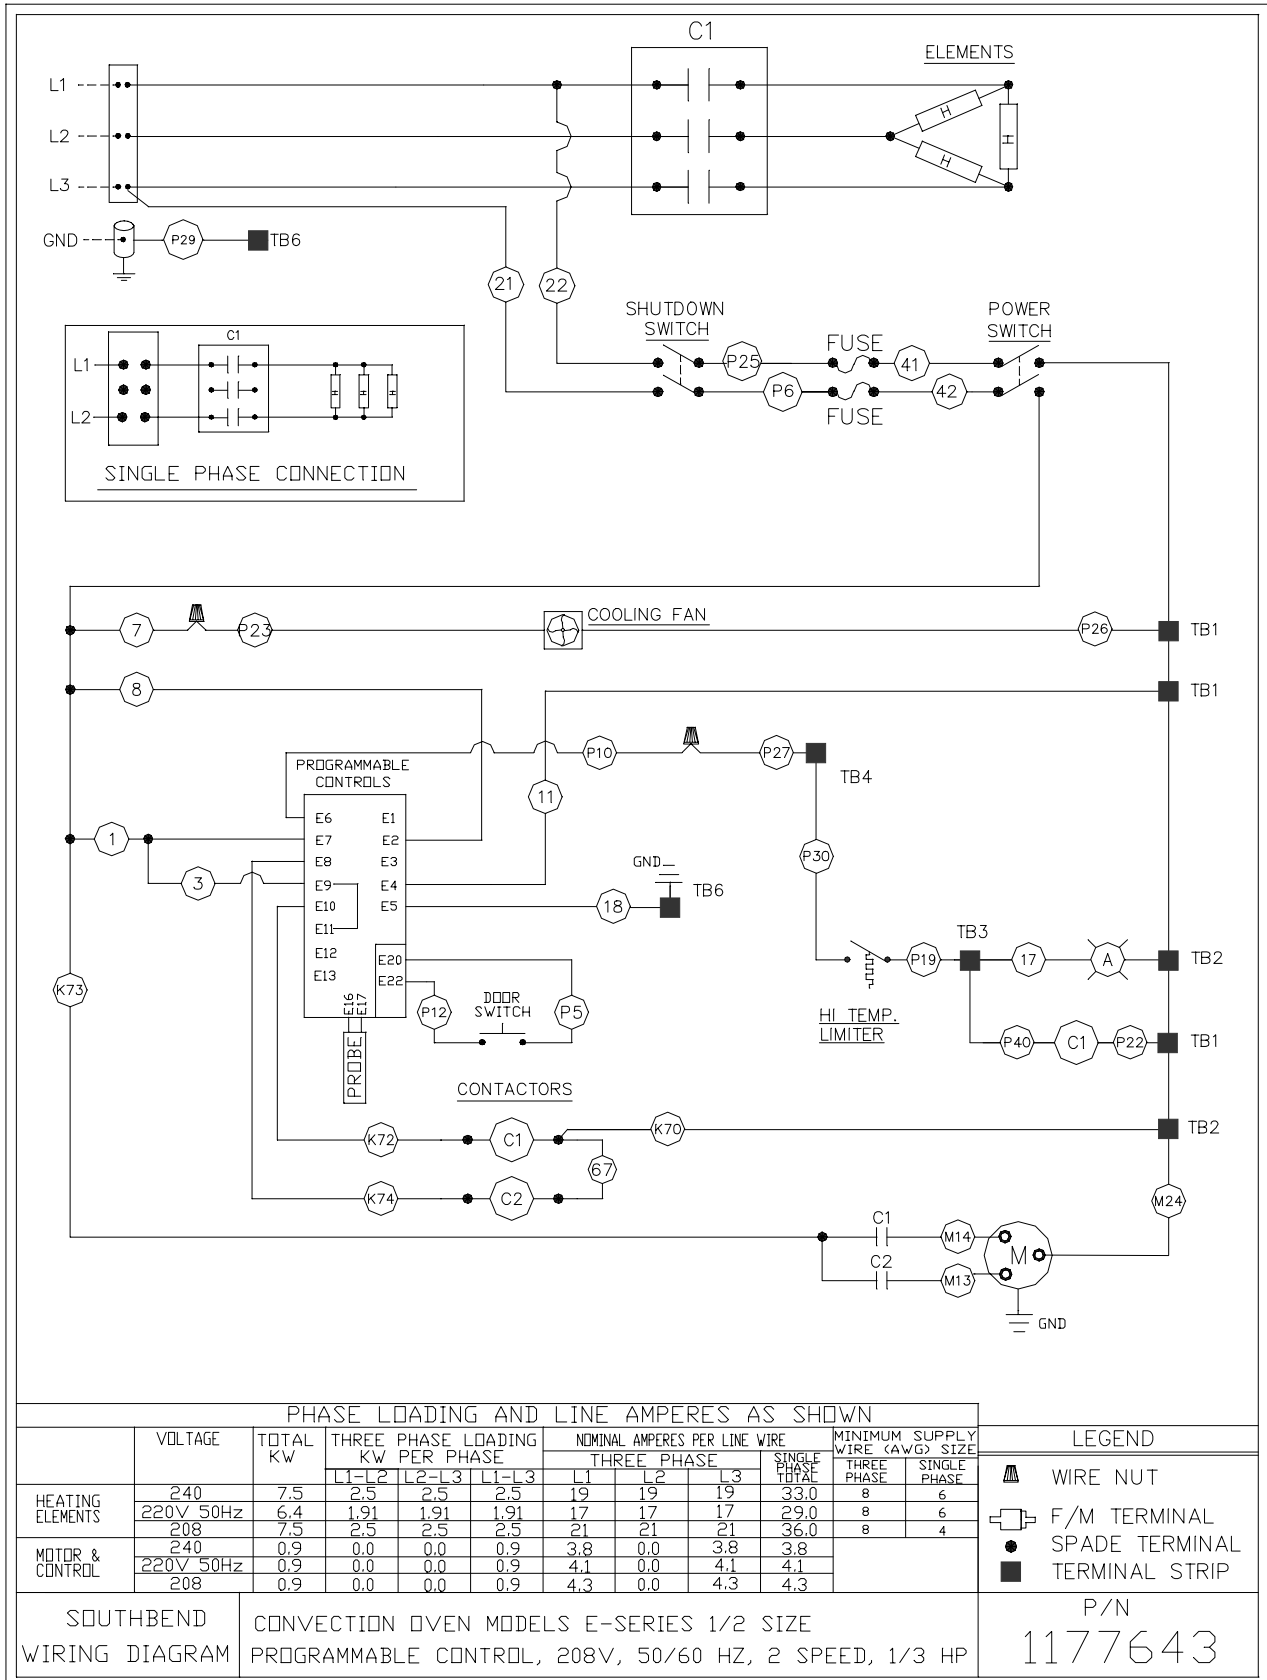 C1
ELEMENTS
L1
H
L2
H
H
L3
GND
P29
TB6
21
22
SHUTDOWN
SWITCH
POWER
SWITCH
FUSE
P25
41
P6
42
FUSE
C1
L1
H
H
H
L2
SINGLE PHASE CONNECTION
7
P23
COOLING FAN
P26
TB1
8
TB1
P10
P27
TB4
PROGRAMMABLE
CONTROLS
11
E6
E1
1
E7
E2
E8
E3
P30
3
E9
E4
GND
TB6
E10
E5
18
E11
E12
E20
E13
E22
E16
E17
TB3
P19
17
A
TB2
K73
P12
DOOR
SWITCH
P5
HI TEMP.
LIMITER
P40
C1
P22
TB1
PROBE
CONTACTORS
K72
C1
K70
TB2
67
K74
C2
M24
C1
M14
M
C2
M13
GND
PHASE LOADING AND LINE AMPERES AS SHOWN
VOLTAGE TOTAL KW THREE PHASE LOADING KW PER PHASE NOMINAL AMPERES PER LINE WIRE MINIMUM SUPPLY WIRE (AWG) SIZE
THREE PHASE SINGLE PHASE TOTAL THREE PHASE SINGLE PHASE
L1-L2 L2-L3 L1-L3 L1 L2 L3
HEATING ELEMENTS
240 7.5 2.5 2.5 2.5 19 19 19 33.0 8 6
220V 50Hz 6.4 1.91 1.91 1.91 17 17 17 29.0 8 6
208 7.5 2.5 2.5 2.5 21 21 21 36.0 8 4
MOTOR & CONTROL
240 0.9 0.0 0.0 0.9 3.8 0.0 3.8 3.8
220V 50Hz 0.9 0.0 0.0 0.9 4.1 0.0 4.1 4.1
208 0.9 0.0 0.0 0.9 4.3 0.0 4.3 4.3
LEGEND
WIRE NUT
F/M TERMINAL
SPADE TERMINAL
TERMINAL STRIP
SOUTHBEND
WIRING DIAGRAM
CONVECTION OVEN MODELS E-SERIES 1/2 SIZE
PROGRAMMABLE CONTROL, 208V, 50/60 HZ, 2 SPEED, 1/3 HP
P/N
1177643